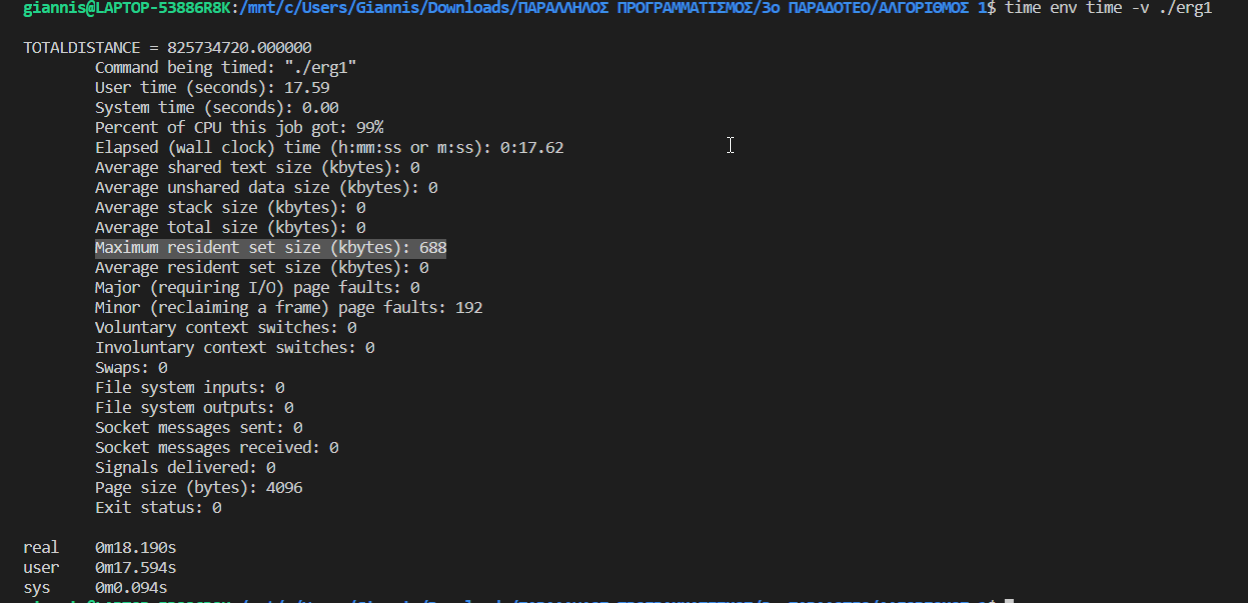 giannis@LAPTOP-53886R8K:/mnt/c/Users/Giannis/Downloads/ΠΑΡΑΛΛΗΛΟΣ ΠΡΟΓΡΑΜΜΑΤΙΣΜΟΣ/3ο ΠΑΡΑΔΟΤΕΟ/ΑΛΓΟΡΙΘΜΟΣ 1$ time env time -v ./erg1
TOTALDISTANCE = 825734720.000000
Command being timed: "./erg1"
User time (seconds): 17.59
System time (seconds): 0.00
Percent of CPU this job got: 99%
Elapsed (wall clock) time (h:mm:ss or m:ss): 0:17.62
Average shared text size (kbytes): 0
Average unshared data size (kbytes): 0
Average stack size (kbytes): 0
Average total size (kbytes): 0
Maximum resident set size (kbytes): 688
Average resident set size (kbytes): 0
Major (requiring I/O) page faults: 0
Minor (reclaiming a frame) page faults: 192
Voluntary context switches: 0
Involuntary context switches: 0
Swaps: 0
File system inputs: 0
File system outputs: 0
Socket messages sent: 0
Socket messages received: 0
Signals delivered: 0
Page size (bytes): 4096
Exit status: 0
real 0m18.190s
user 0m17.594s
sys 0m0.094s